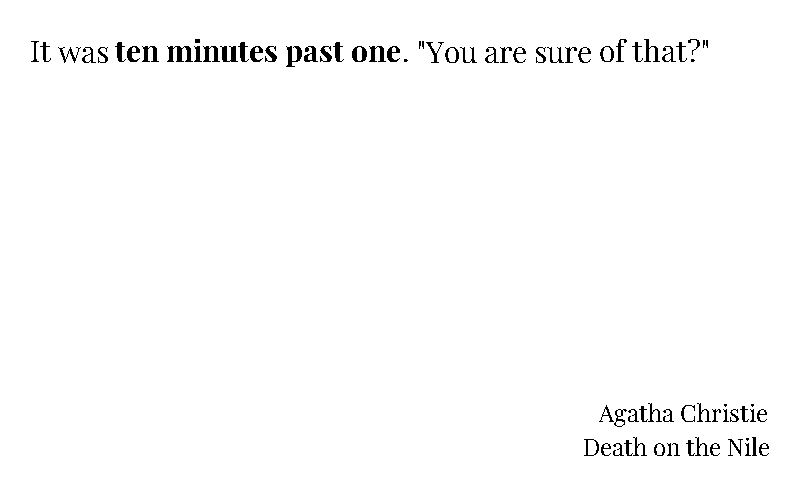 It was ten minutes past one. "You are sure of that?"
Agatha Christie
Death on the Nile